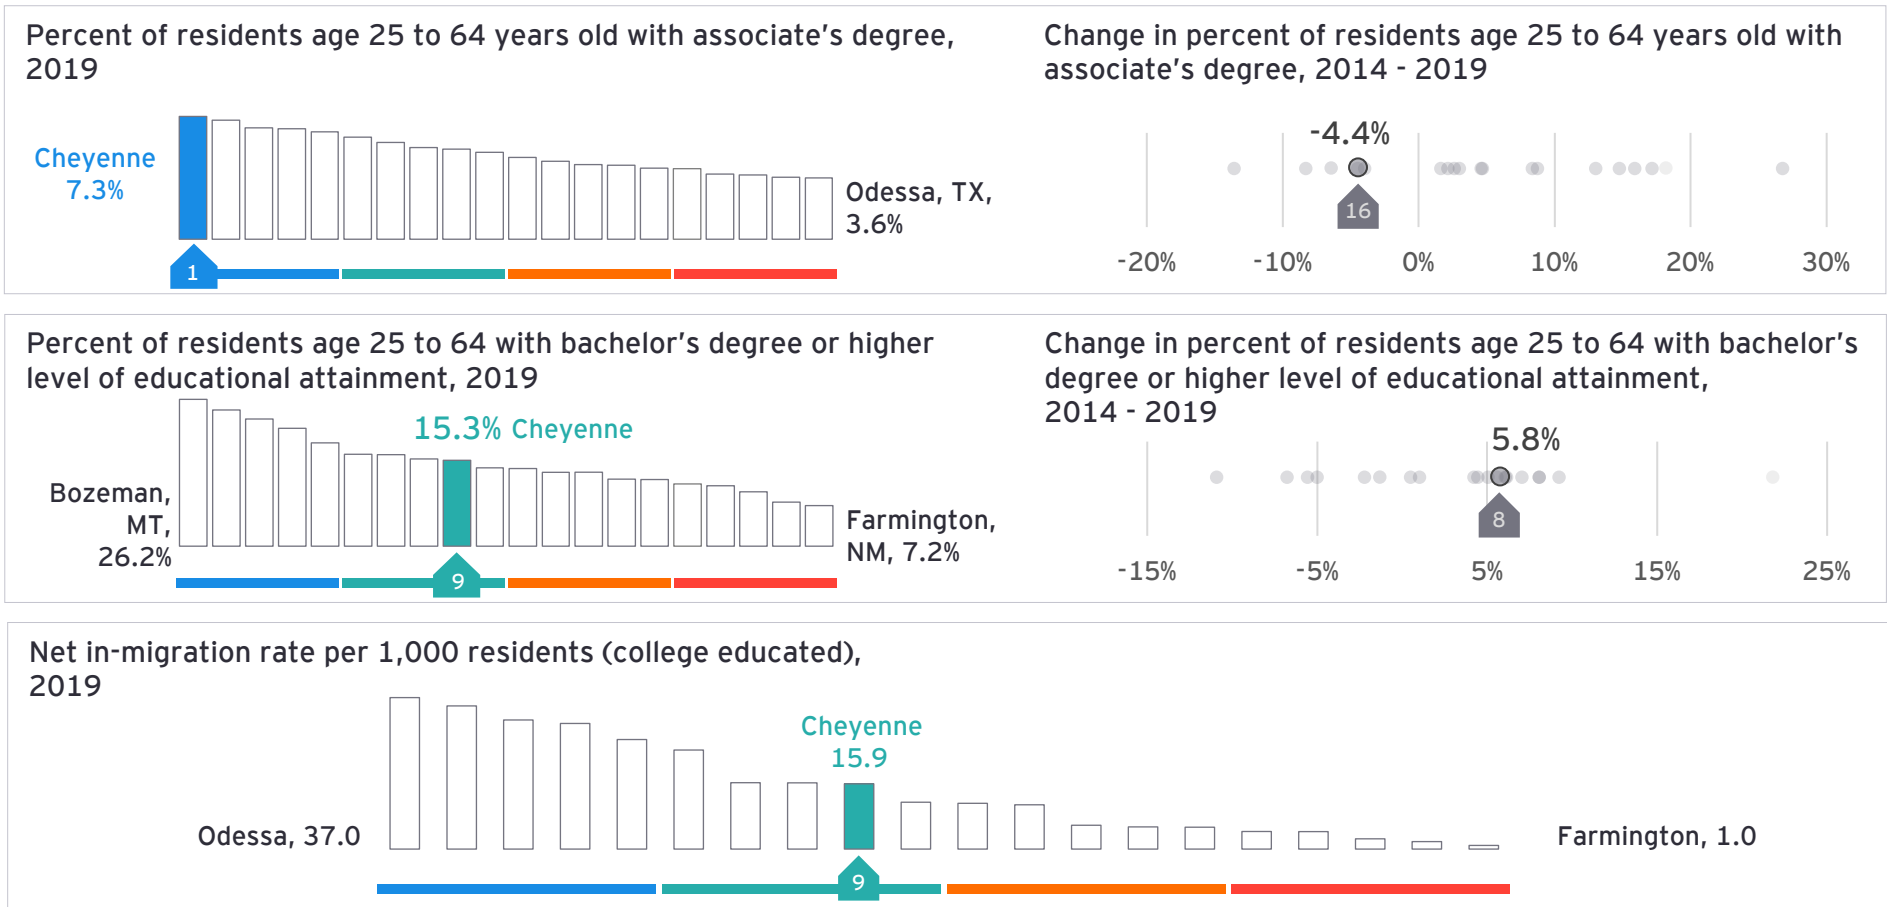 Percent of residents age 25 to 64 years old with associate's degree,
2019
Cheyenne
7.3%
Odessa, TX,
3.6%
1
Change in percent of residents age 25 to 64 years old with
associate's degree, 2014 - 2019
-4.4%
16
-20%
-10%
0%
10%
20%
30%
Percent of residents age 25 to 64 with bachelor's degree or higher
level of educational attainment, 2019
15.3% Cheyenne
Bozeman,
MT,
26.2%
Farmington,
NM, 7.2%
9
Change in percent of residents age 25 to 64 with bachelor's
degree or higher level of educational attainment,
2014 - 2019
5.8%
8
-15%
-5%
5%
15%
25%
Net in-migration rate per 1,000 residents (college educated),
2019
Cheyenne
15.9
Odessa, 37.0
Farmington, 1.0
9